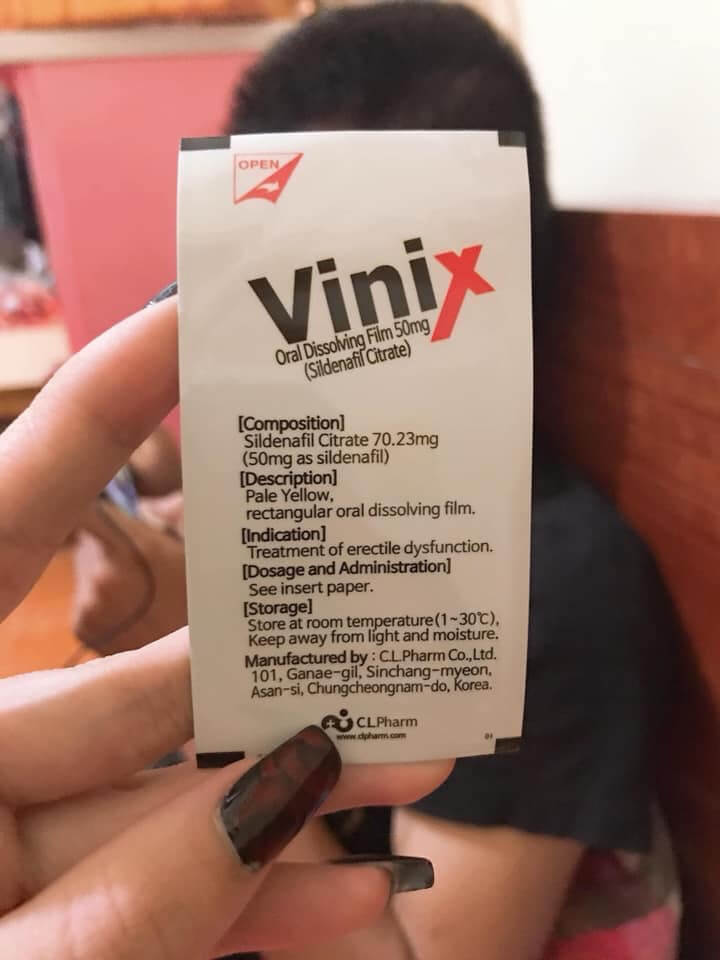 OPEN
Vinix
Oral Dissolving Film 50mg
(Sildenafil Citrate)
[Composition]
Sildenafil Citrate 70.23mg
(50mg as sildenafil)
[Description]
Pale Yellow,
rectangular oral dissolving film.
[Indication]
Treatment of erectile dysfunction.
[Dosage and Administration]
See insert paper.
[Storage]
Store at room temperature(1~30℃),
Keep away from light and moisture.
Manufactured by : C.L.Pharm Co.,Ltd.
101, Ganae-gil, Sinchang-myeon,
Asan-si, Chungcheongnam-do, Korea.
CLPharm
www.clpharm.com
01